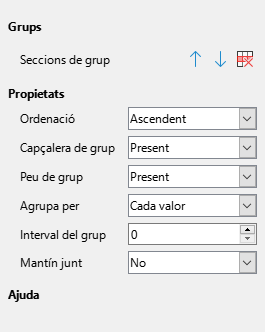 Grups
Seccions de grup
Propietats
Ordenació Ascendent
Capçalera de grup Present
Peu de grup Present
Agrupa per Cada valor
Interval del grup 0
Mantín junt No
Ajuda